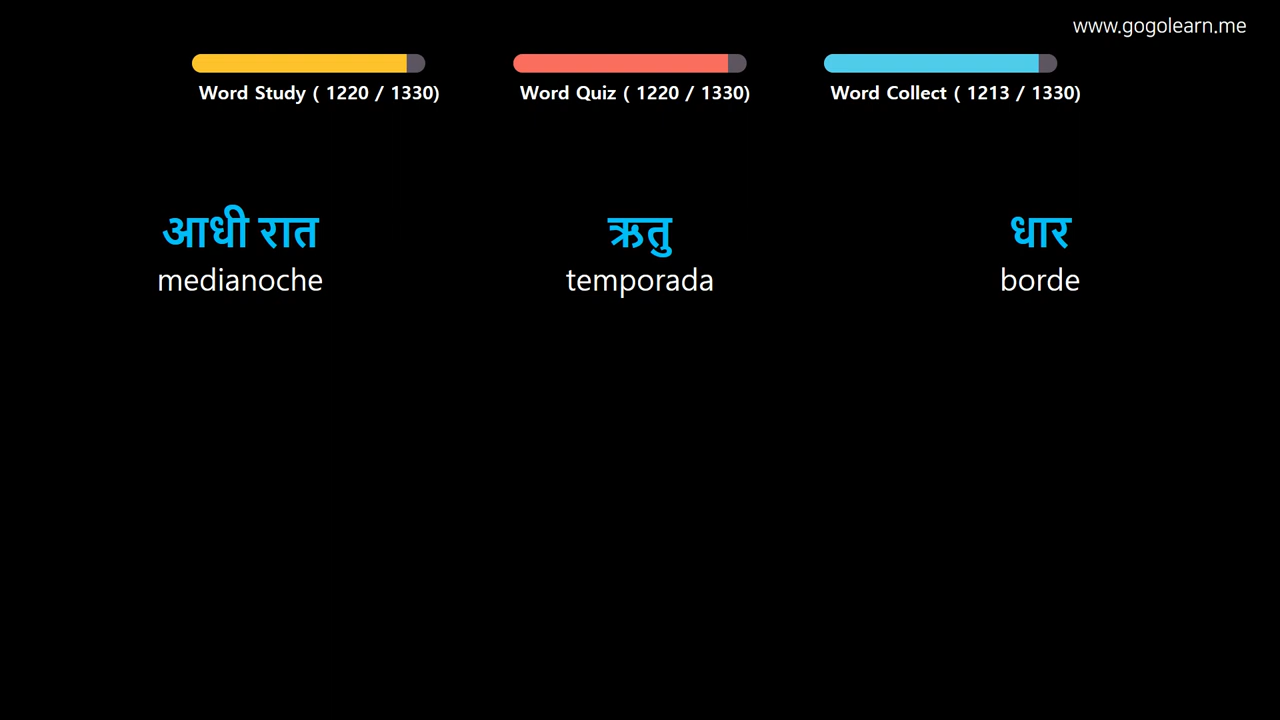 www.gogolearn.me
Word Study ( 1220 / 1330)
Word Quiz ( 1220 / 1330)
Word Collect ( 1213 / 1330)
आधी रात
medianoche
ऋतु
temporada
धार
borde